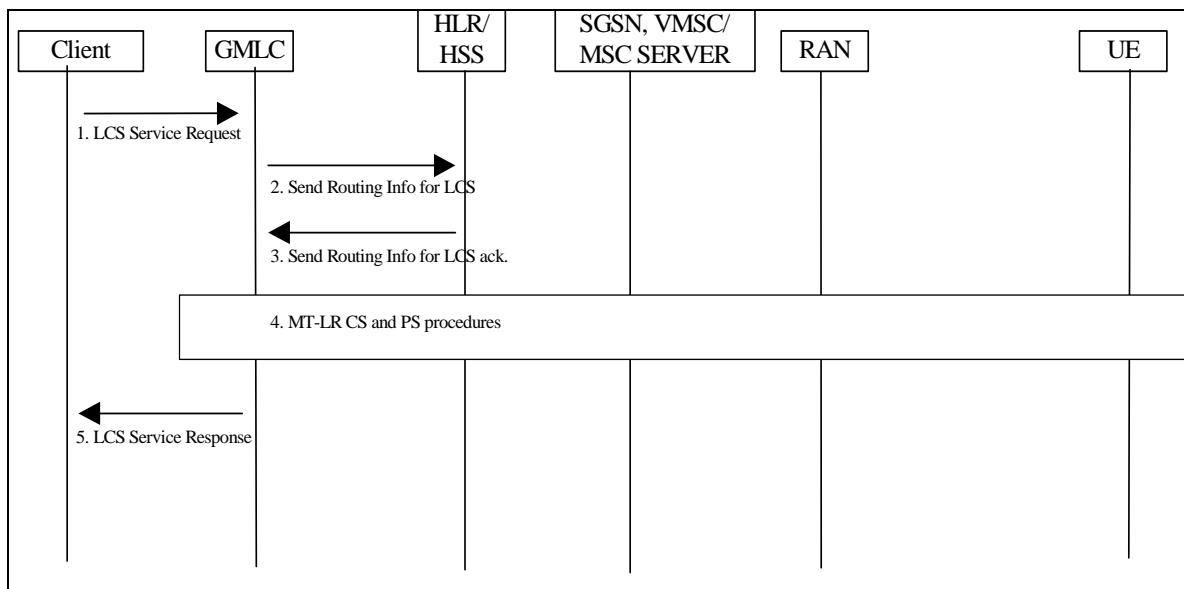 Client
GMLC
HLR/
HSS
SGSN, VMSC/
MSC SERVER
RAN
UE
1. LCS Service Request
2. Send Routing Info for LCS
3. Send Routing Info for LCS ack.
4. MT-LR CS and PS procedures
5. LCS Service Response